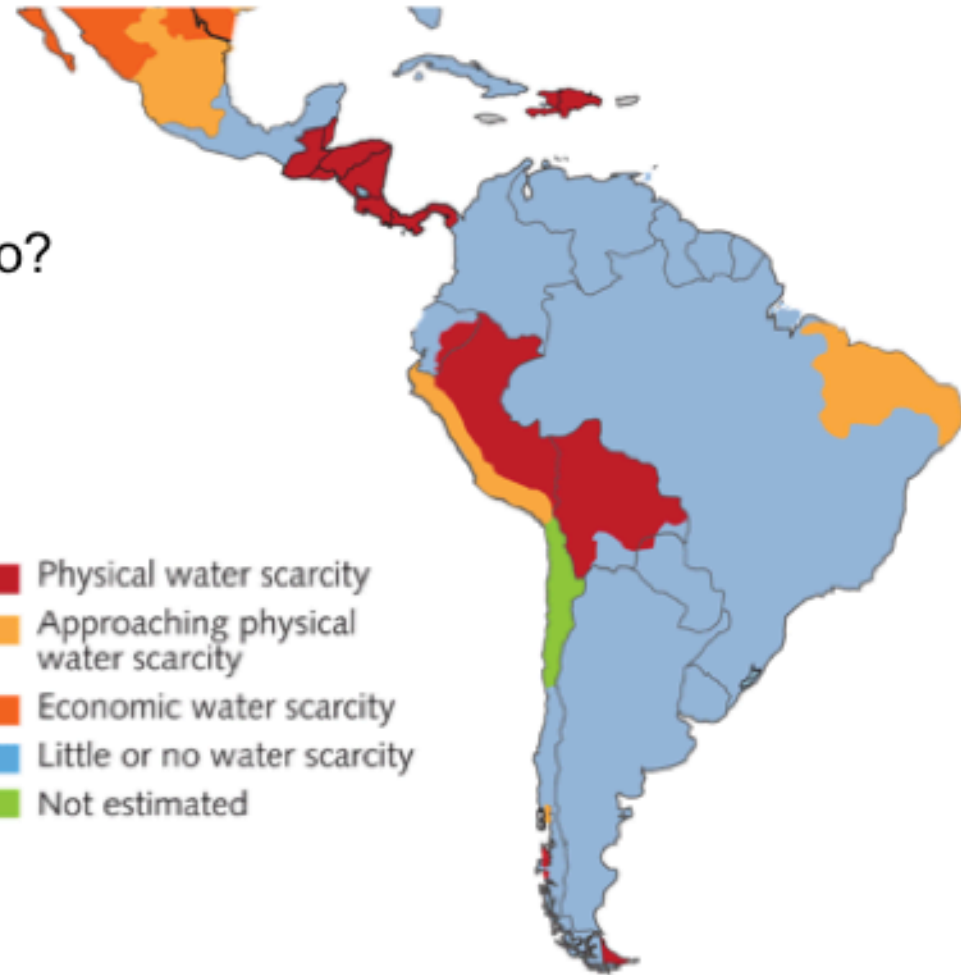 o?
Physical water scarcity
Approaching physical
water scarcity
Economic water scarcity
Little or no water scarcity
Not estimated